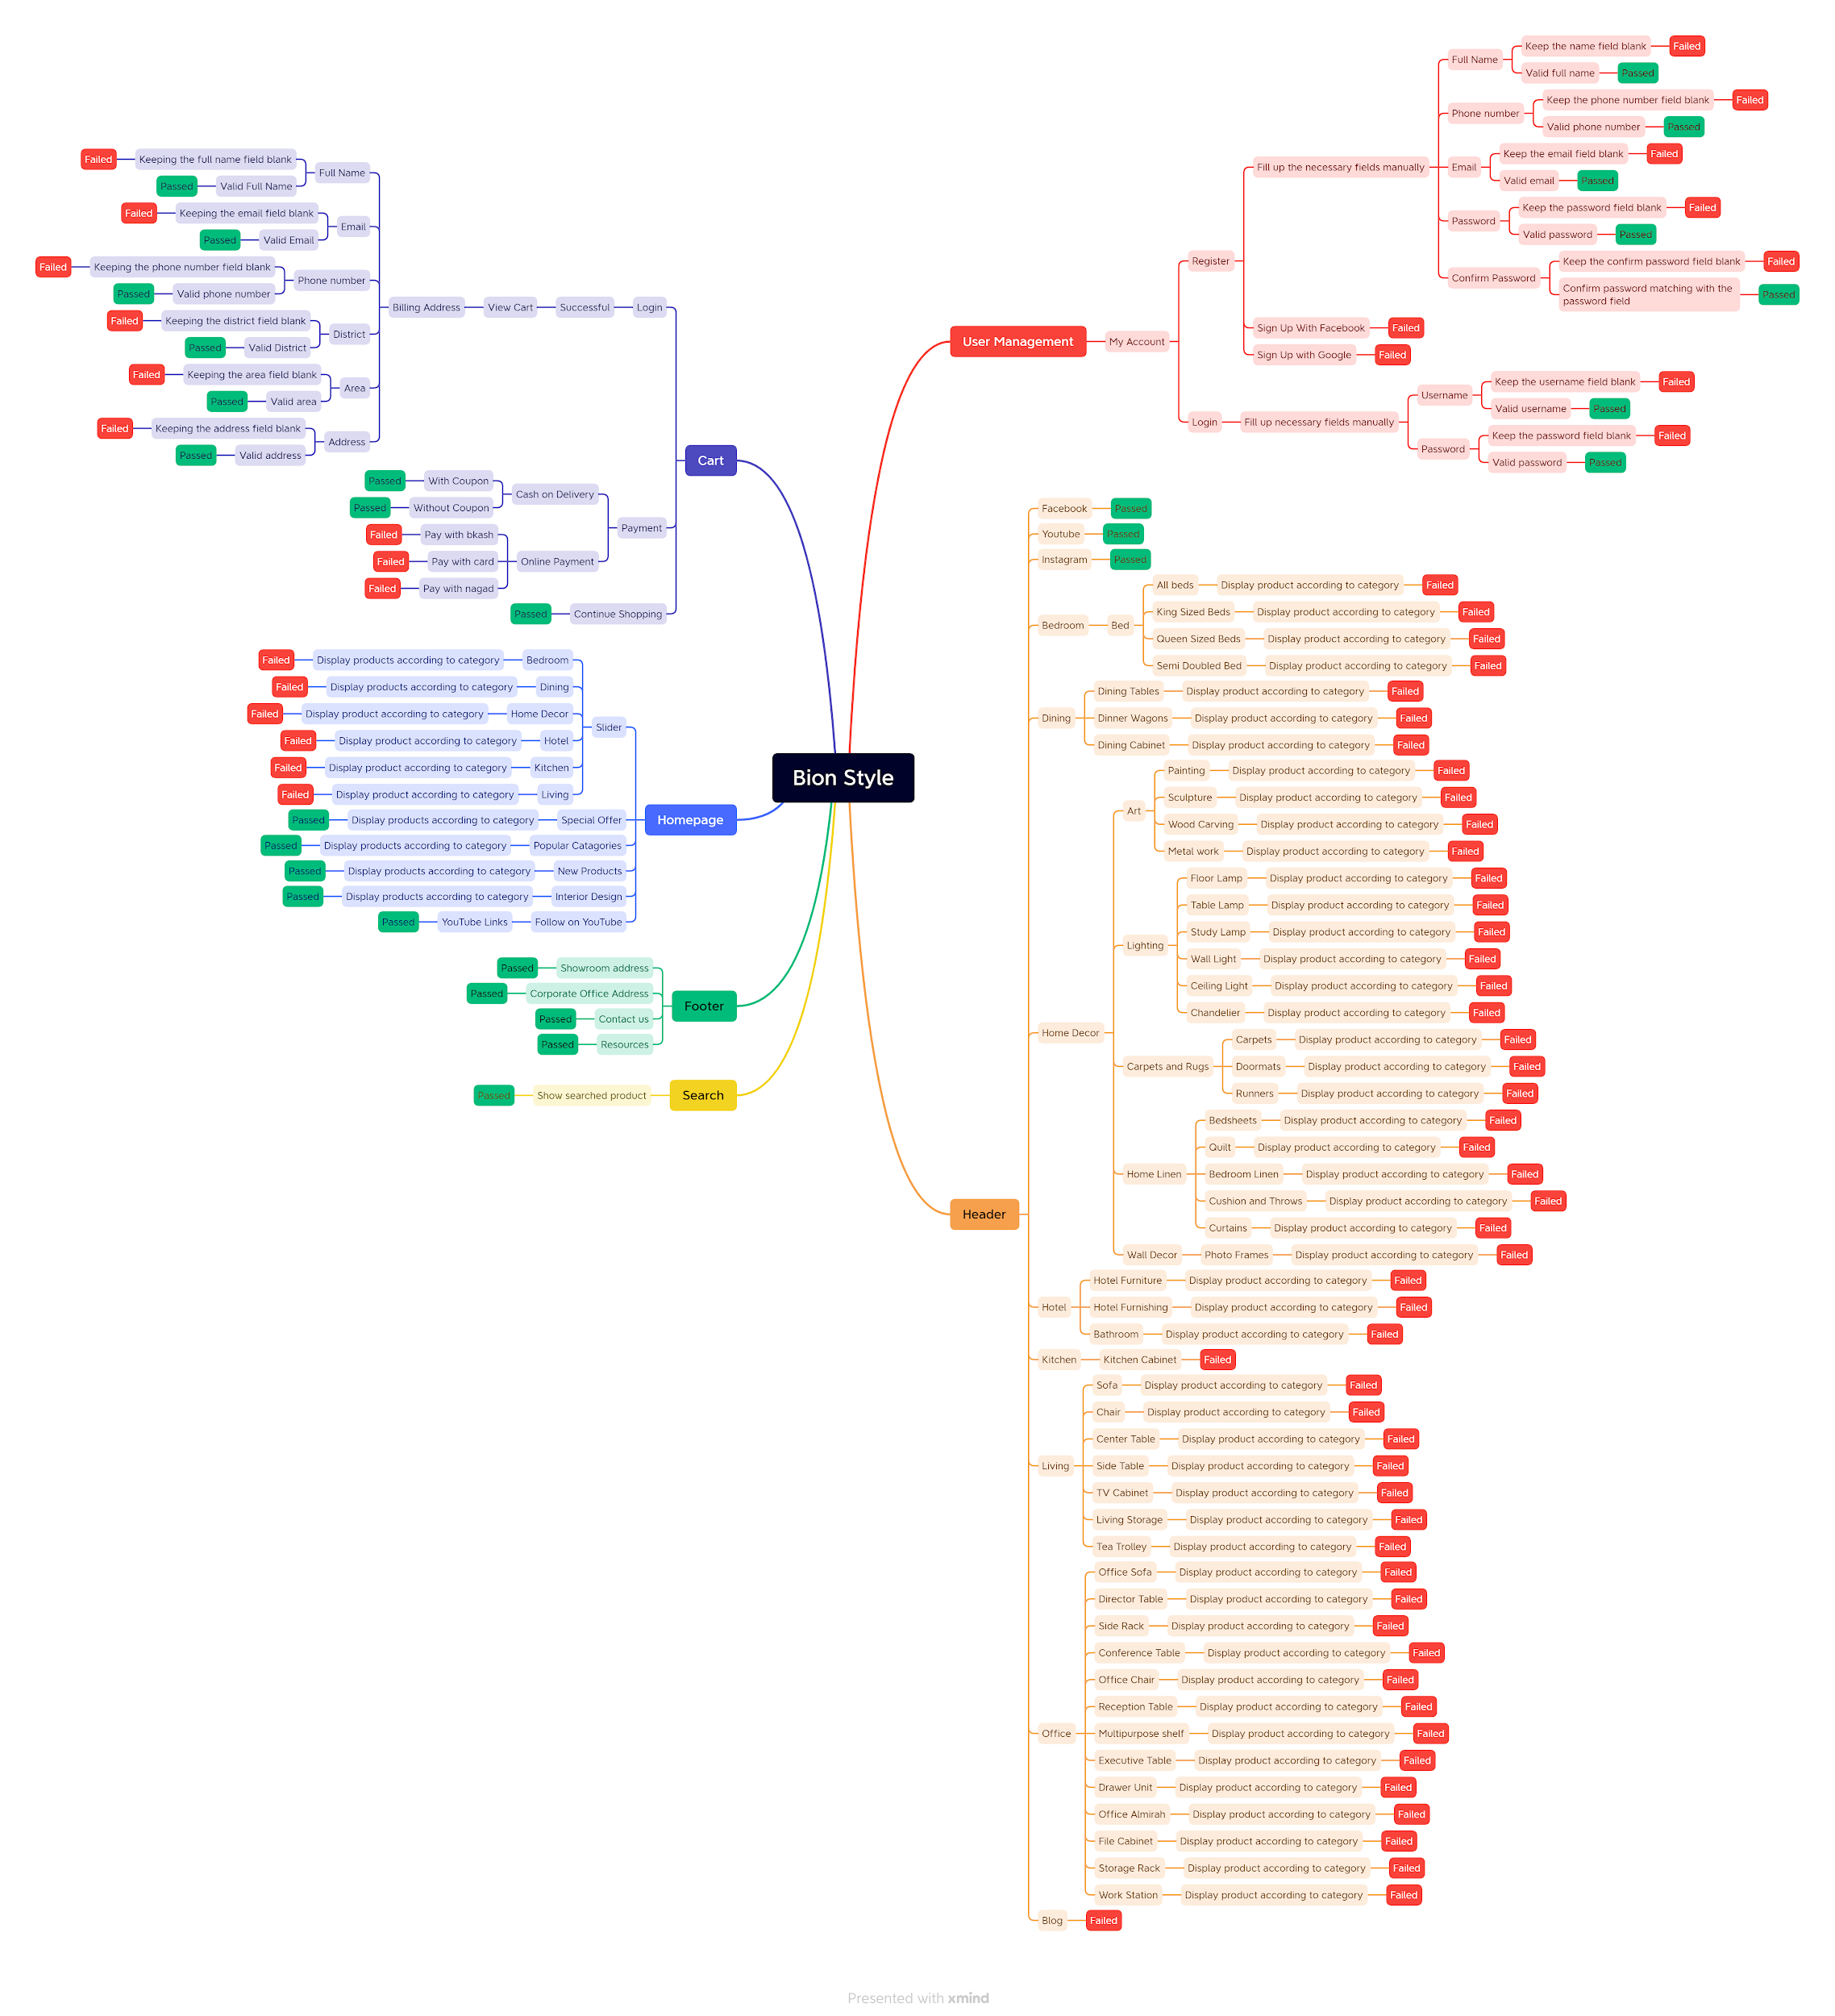 Bion Style
User Management
My Account
Register
Fill up the necessary fields manually
Full Name
Keep the name field blank
Failed
Valid full name
Passed
Phone number
Keep the phone number field blank
Failed
Valid phone number
Passed
Email
Keep the email field blank
Failed
Valid email
Passed
Password
Keep the password field blank
Failed
Valid password
Passed
Confirm Password
Keep the confirm password field blank
Failed
Confirm password matching with the
password field
Passed
Sign Up With Facebook
Failed
Sign Up with Google
Failed
Login
Fill up necessary fields manually
Username
Keep the username field blank
Failed
Valid username
Passed
Password
Keep the password field blank
Failed
Valid password
Passed
Header
Facebook
Passed
Youtube
Passed
Instagram
Passed
Bedroom
Bed
All beds
Display product according to category
Failed
King Sized Beds
Display product according to category
Failed
Queen Sized Beds
Display product according to category
Failed
Semi Doubled Bed
Display product according to category
Failed
Dining
Dining Tables
Display product according to category
Failed
Dinner Wagons
Display product according to category
Failed
Dining Cabinet
Display product according to category
Failed
Home Decor
Art
Painting
Display product according to category
Failed
Sculpture
Display product according to category
Failed
Wood Carving
Display product according to category
Failed
Metal work
Display product according to category
Failed
Lighting
Floor Lamp
Display product according to category
Failed
Table Lamp
Display product according to category
Failed
Study Lamp
Display product according to category
Failed
Wall Light
Display product according to category
Failed
Ceiling Light
Display product according to category
Failed
Chandelier
Display product according to category
Failed
Carpets and Rugs
Carpets
Display product according to category
Failed
Doormats
Display product according to category
Failed
Runners
Display product according to category
Failed
Home Linen
Bedsheets
Display product according to category
Failed
Quilt
Display product according to category
Failed
Bedroom Linen
Display product according to category
Failed
Cushion and Throws
Display product according to category
Failed
Curtains
Display product according to category
Failed
Wall Decor
Photo Frames
Display product according to category
Failed
Hotel
Hotel Furniture
Display product according to category
Failed
Hotel Furnishing
Display product according to category
Failed
Bathroom
Display product according to category
Failed
Kitchen
Kitchen Cabinet
Failed
Living
Sofa
Display product according to category
Failed
Chair
Display product according to category
Failed
Center Table
Display product according to category
Failed
Side Table
Display product according to category
Failed
TV Cabinet
Display product according to category
Failed
Living Storage
Display product according to category
Failed
Tea Trolley
Display product according to category
Failed
Office
Office Sofa
Display product according to category
Failed
Director Table
Display product according to category
Failed
Side Rack
Display product according to category
Failed
Conference Table
Display product according to category
Failed
Office Chair
Display product according to category
Failed
Reception Table
Display product according to category
Failed
Multipurpose shelf
Display product according to category
Failed
Executive Table
Display product according to category
Failed
Drawer Unit
Display product according to category
Failed
Office Almirah
Display product according to category
Failed
File Cabinet
Display product according to category
Failed
Storage Rack
Display product according to category
Failed
Work Station
Display product according to category
Failed
Blog
Failed
Cart
Login
Successful
View Cart
Billing Address
Full Name
Keeping the full name field blank
Failed
Valid Full Name
Passed
Email
Keeping the email field blank
Failed
Valid Email
Passed
Phone number
Keeping the phone number field blank
Failed
Valid phone number
Passed
District
Keeping the district field blank
Failed
Valid District
Passed
Area
Keeping the area field blank
Failed
Valid area
Passed
Address
Keeping the address field blank
Failed
Valid address
Passed
Payment
Cash on Delivery
With Coupon
Passed
Without Coupon
Passed
Online Payment
Pay with bkash
Failed
Pay with card
Failed
Pay with nagad
Failed
Continue Shopping
Passed
Homepage
Slider
Bedroom
Display products according to category
Failed
Dining
Display products according to category
Failed
Home Decor
Display product according to category
Failed
Hotel
Display product according to category
Failed
Kitchen
Display product according to category
Failed
Living
Display product according to category
Failed
Special Offer
Display products according to category
Passed
Popular Catagories
Display products according to category
Passed
New Products
Display products according to category
Passed
Interior Design
Display products according to category
Passed
Follow on YouTube
YouTube Links
Passed
Footer
Showroom address
Passed
Corporate Office Address
Passed
Contact us
Passed
Resources
Passed
Search
Show searched product
Passed
Presented with xmind